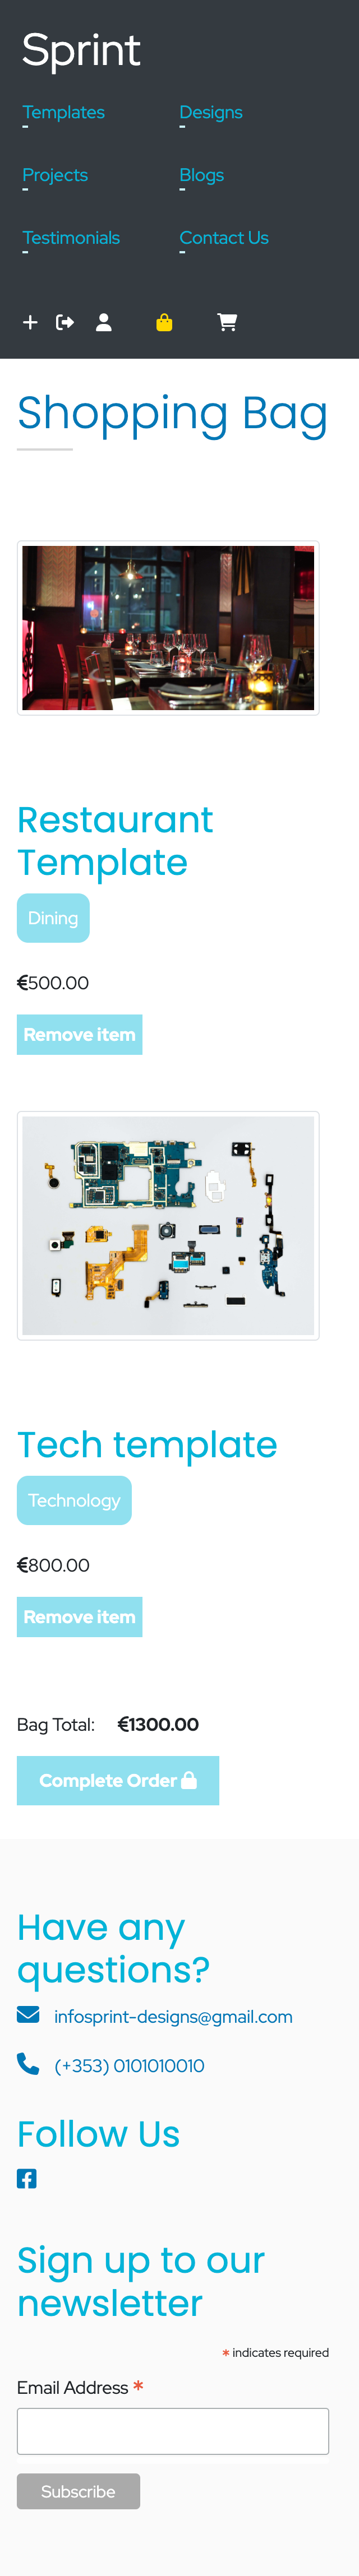 Sprint
Templates Designs
Projects Blogs
Testimonials Contact Us
Shopping Bag
Restaurant
Template
Dining
€500.00
Remove item
Tech template
Technology
€800.00
Remove item
Bag Total: €1300.00
Complete Order
Have any
questions?
infosprint-designs@gmail.com
(+353) 0101010010
Follow Us
Sign up to our
newsletter
* indicates required
Email Address *
Subscribe